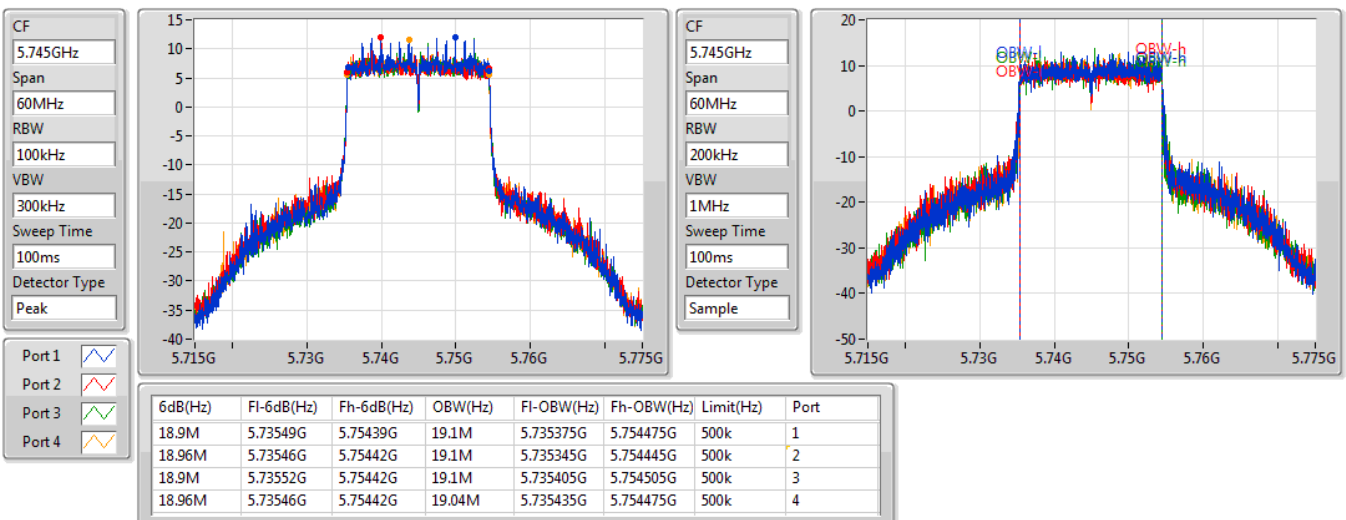 CF
5.745GHz
Span
60MHz
RBW
100kHz
VBW
300kHz
Sweep Time
100ms
Detector Type
Peak
15
10
5
0
-5
-10
-15
-20
-25
-30
-35
-40
5.715G 5.73G 5.74G 5.75G 5.76G 5.775G
CF
5.745GHz
Span
60MHz
RBW
200kHz
VBW
1MHz
Sweep Time
100ms
Detector Type
Sample
20
10
0
-10
-20
-30
-40
-50
OBW-h
5.715G 5.73G 5.74G 5.75G 5.76G 5.775G
Port 1
Port 2
Port 3
Port 4
6dB(Hz) Fl-6dB(Hz) Fh-6dB(Hz) OBW(Hz) Fl-OBW(Hz) Fh-OBW(Hz) Limit(Hz) Port
18.9M 5.73549G 5.75439G 19.1M 5.735375G 5.754475G 500k 1
18.96M 5.73546G 5.75442G 19.1M 5.735345G 5.754445G 500k 2
18.9M 5.73552G 5.75442G 19.1M 5.735405G 5.754505G 500k 3
18.96M 5.73546G 5.75442G 19.04M 5.735435G 5.754475G 500k 4